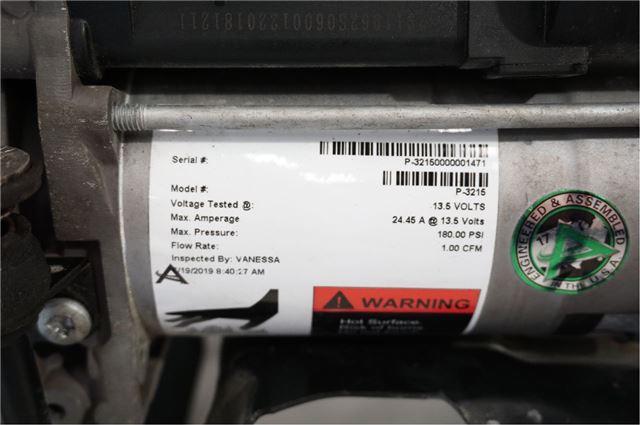 Serial #:
P-32150000001471
Model #:
P-3215
Voltage Tested @: 13.5 VOLTS
Max. Amperage 24.45 A @ 13.5 Volts
Max. Pressure: 180.00 PSI
Flow Rate: 1.00 CFM
Inspected By: VANESSA
/19/2019 8:40:27 AM
WARNING
Hot Surface
ENGINEERED & ASSEMBLED
17
IN THE U.S.A.